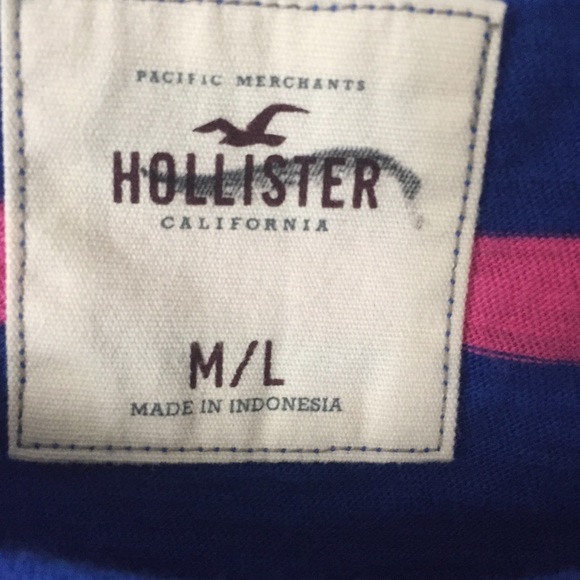 PACIFIC MERCHANTS
HOLLISTER
CALIFORNIA
M/L
MADE IN INDONESIA